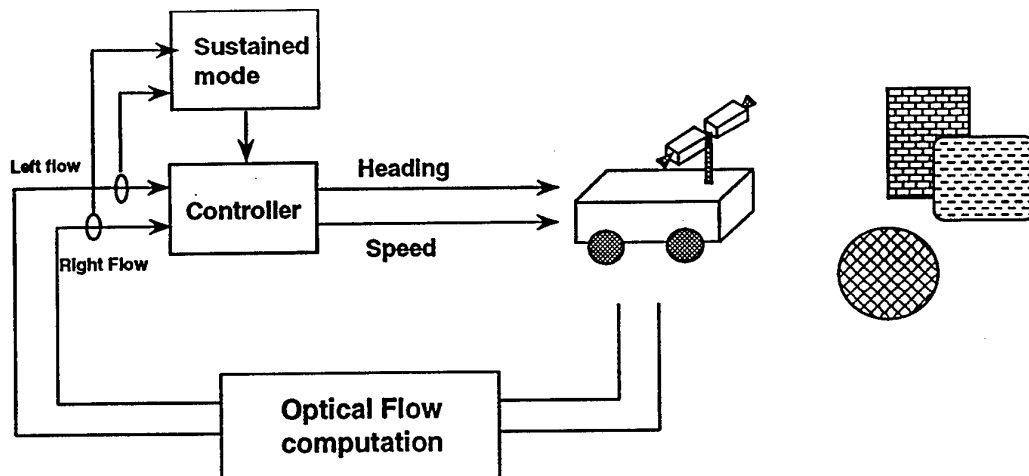 Sustained
mode
Left flow
Heading
Controller
Speed
Right Flow
Optical Flow
computation